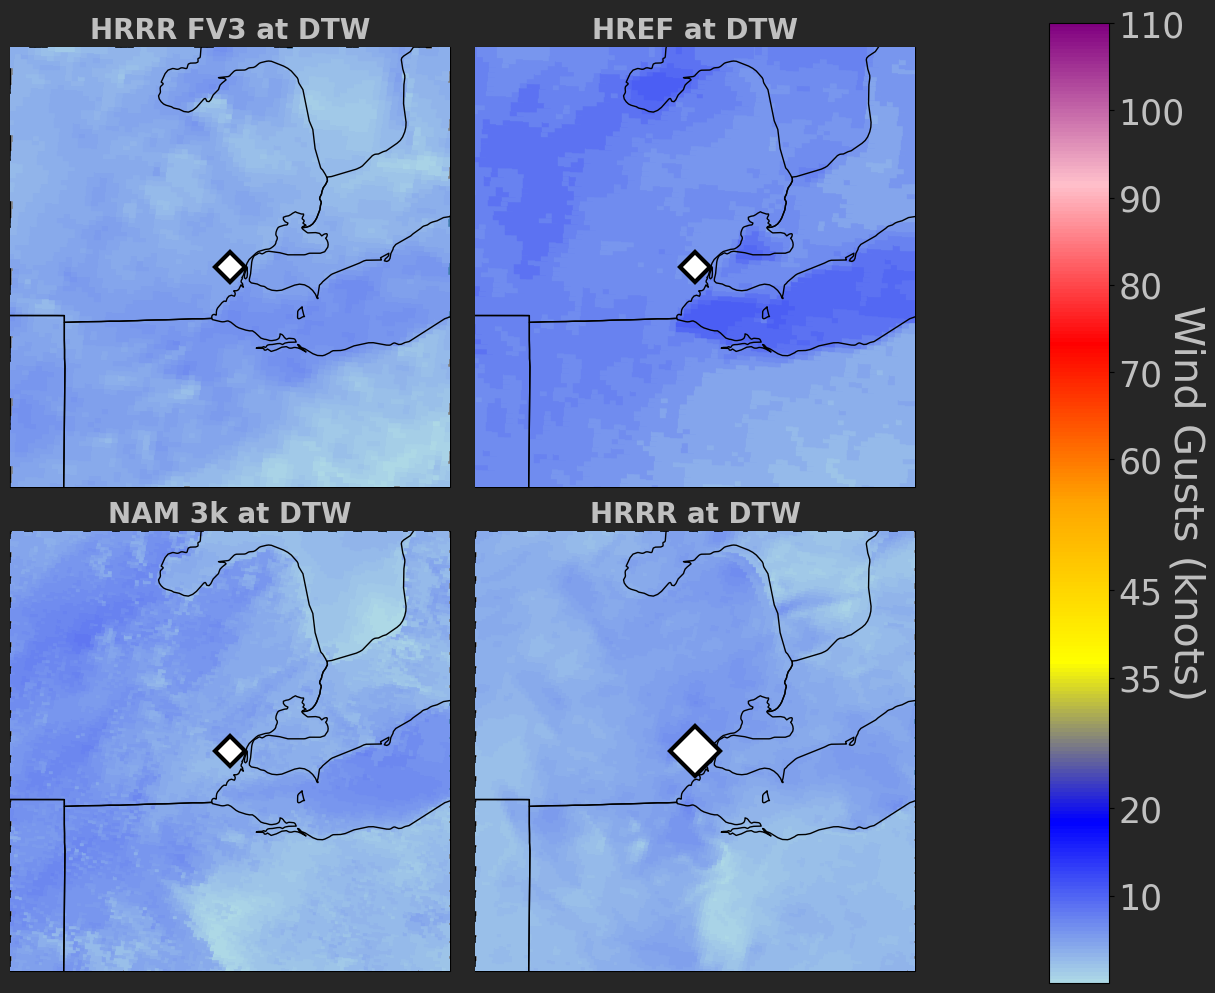 HRRR FV3 at DTW
HREF at DTW
NAM 3k at DTW
HRRR at DTW
110
100
90
80
70
60
45
35
20
10
Wind Gusts (knots)